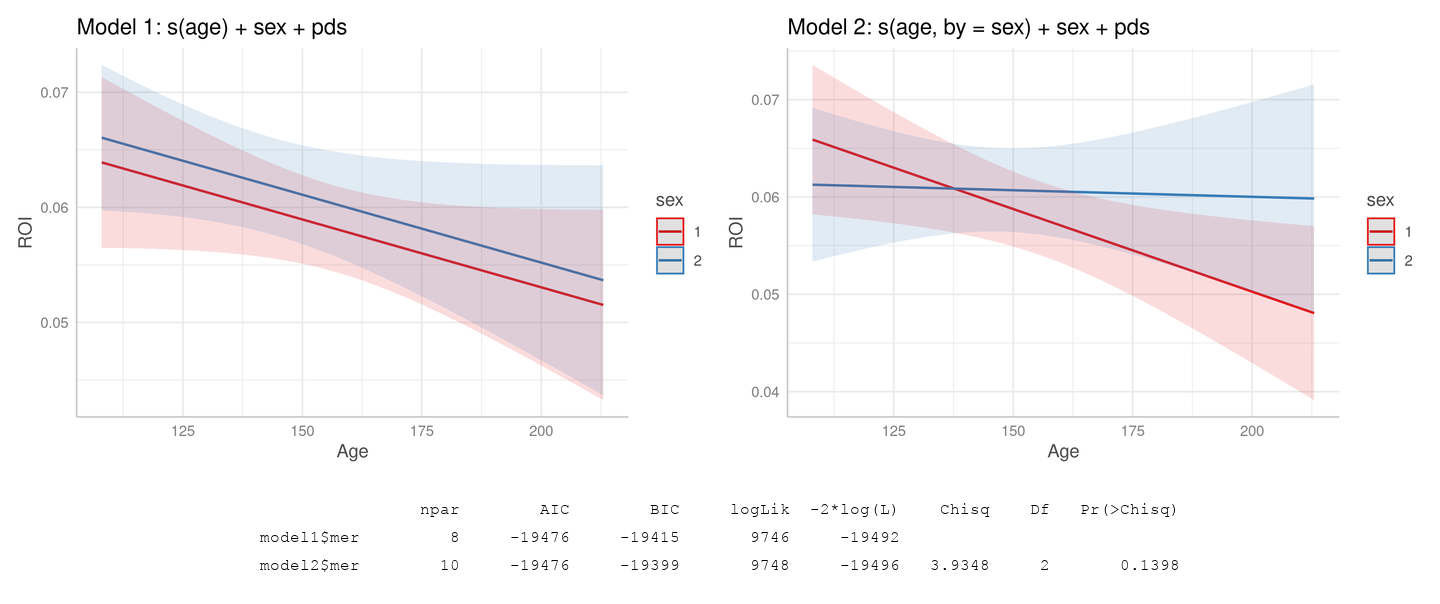 Model 1: s(age) + sex + pds
0.07
0.06
0.05
ROI
125 150 175 200
Age
sex
1
2
Model 2: s(age, by = sex) + sex + pds
0.07
0.06
0.05
0.04
ROI
125 150 175 200
Age
sex
1
2
npar AIC BIC logLik -2*log(L) Chisq Df Pr(>Chisq)
model1$mer 8 -19476 -19415 9746 -19492
model2$mer 10 -19476 -19399 9748 -19496 3.9348 2 0.1398